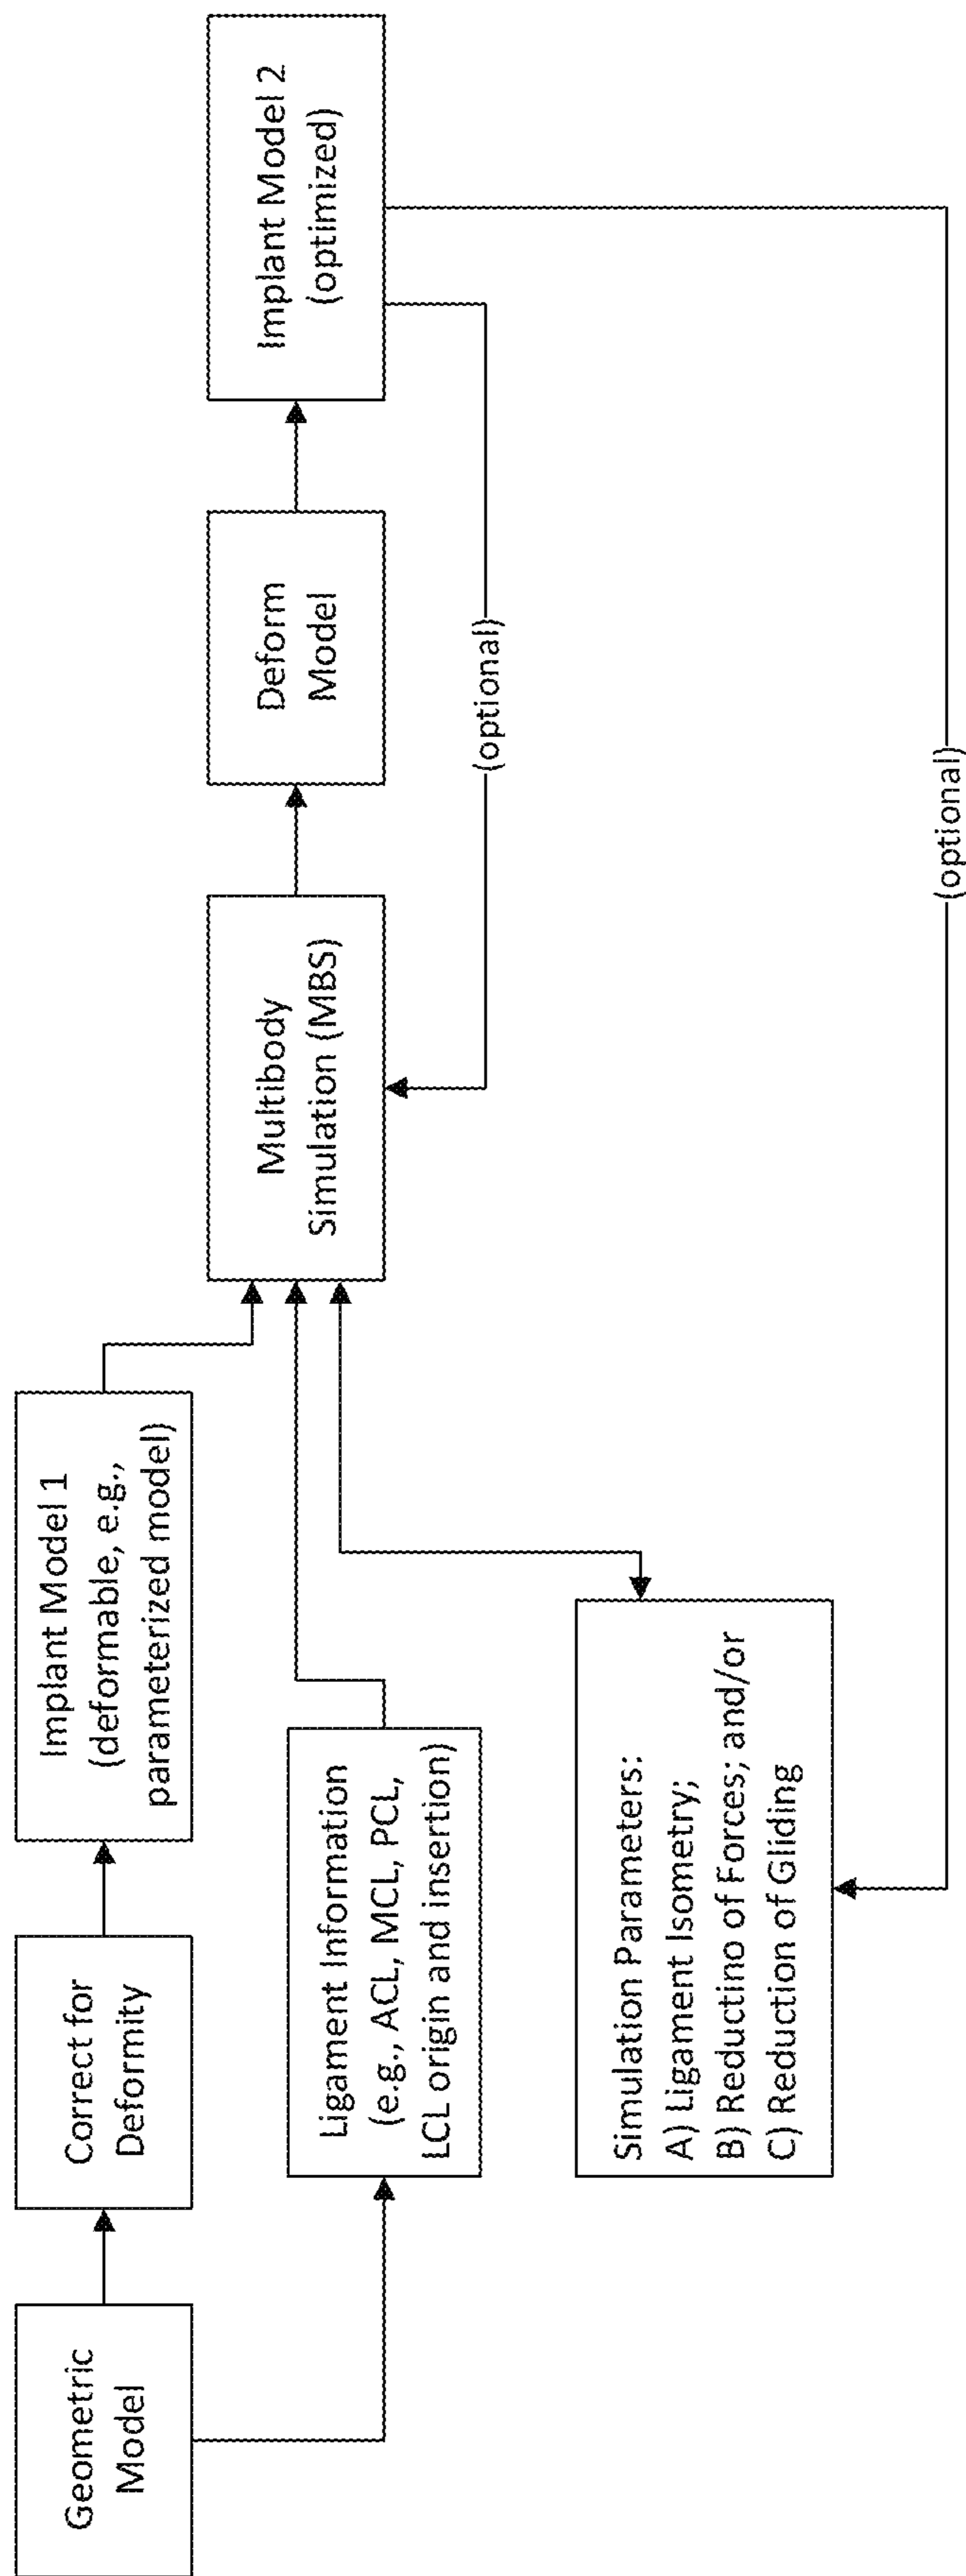 Geometric
Model
Correct for
Deformity
Implant Model 1
(deformable, e.g.,
parameterized model)
Ligament Information
(e.g., ACL, MCL, PCL,
LCL origin and insertion)
Simulation Parameters:
A) Ligament Isometry;
B) Reductino of Forces; and/or
C) Reduction of Gliding
Multibody
Simulation (MBS)
Deform
Model
Implant Model 2
(optimized)
(optional)
(optional)